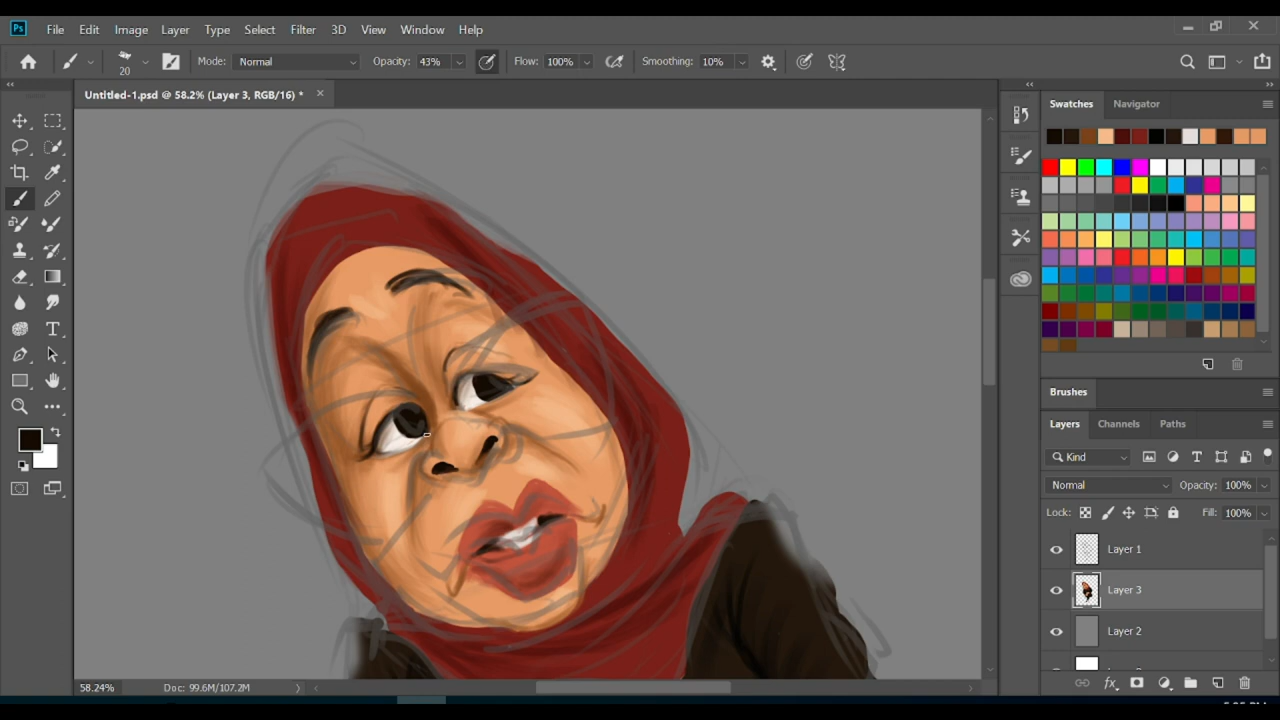 Ps File Edit Image Layer Type Select Filter 3D View Window Help
20 Mode: Normal Opacity: 43% Flow: 100% Smoothing: 10%
Untitled-1.psd @ 58.2% (Layer 3, RGB/16) *
Swatches Navigator
Brushes
Layers Channels Paths
Kind
Normal Opacity: 100%
Lock: Fill: 100%
Layer 1
Layer 3
Layer 2
58.24% Doc: 99.6M/107.2M